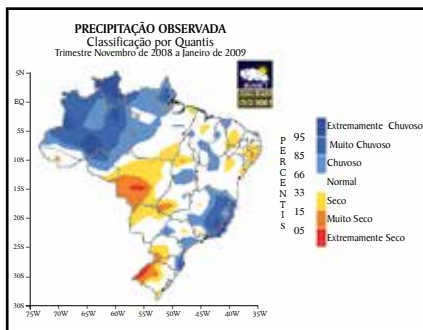 PRECIPITAÇÃO OBSERVADA
Classificação por Quantis
Trimestre Novembro de 2008 a Janeiro de 2009
5N
EQ
5S
10S
15S
20S
25S
30S
75W 70W 65W 60W 55W 50W 45W 40W 35W
PERCENTIS
95
85
66
33
15
05
Extremamente Chuvoso
Muito Chuvoso
Chuvoso
Normal
Seco
Muito Seco
Extremamente Seco